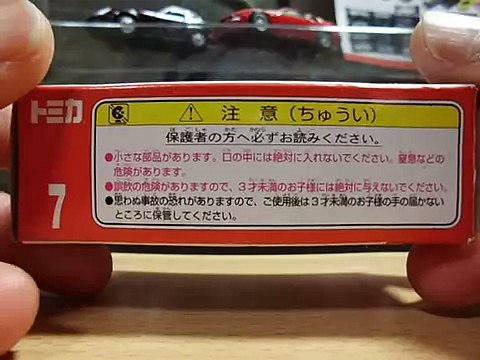 トミカ
注意(ちゅうい)
保護者の方へ必ずお読みください。
●小さな部品があります。口の中には絶対に入れないでください。窒息などの
危険があります。
●誤飲の危険がありますので、3才未満のお子様には絶対に与えないでください。
●思わぬ事故の恐れがありますので、ご使用後は3才未満のお子様の手の届かない
ところに保管してください。
7